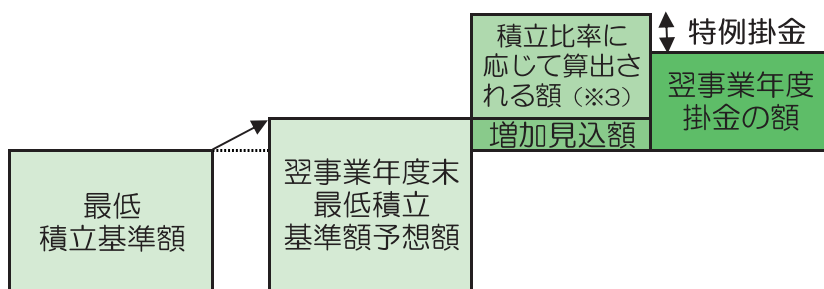 最低
積立基準額
翌事業年度末
最低積立
基準額予想額
積立比率に
応じて算出さ
れる額（※3）
増加見込額
特例掛金
翌事業年度
掛金の額